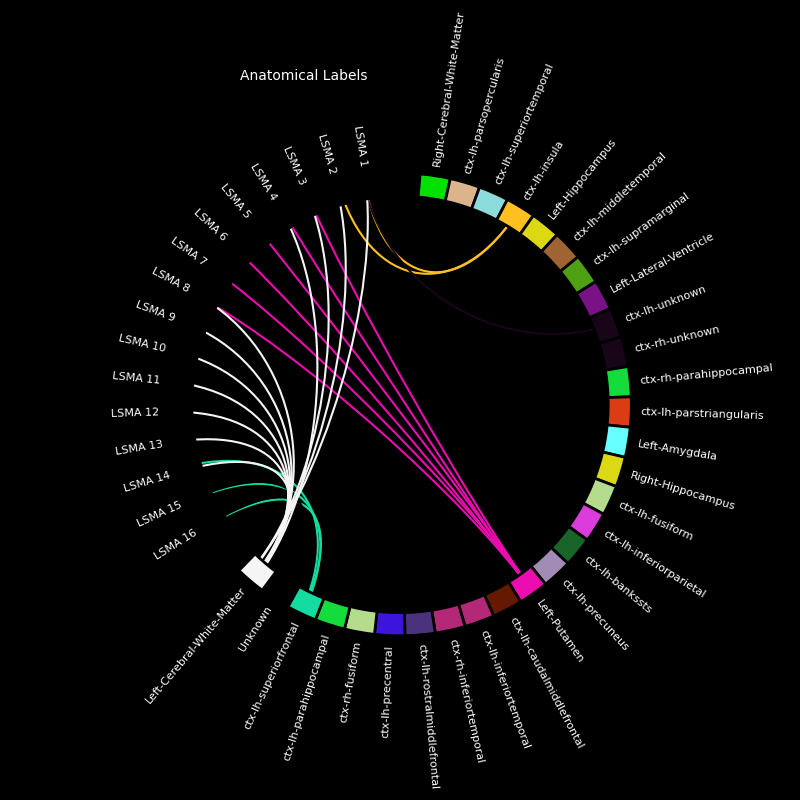 Anatomical Labels
Right-Cerebral-White-Matter
ctx-lh-parsopercularis
ctx-lh-superiortemporal
ctx-lh-insula
Left-Hippocampus
ctx-lh-middletemporal
ctx-lh-supramarginal
Left-Lateral-Ventricle
ctx-lh-unknown
ctx-rh-unknown
ctx-rh-parahippocampal
ctx-lh-parstriangularis
Left-Amygdala
Right-Hippocampus
ctx-lh-fusiform
ctx-lh-inferiorparietal
ctx-lh-bankssts
ctx-lh-precuneus
Left-Putamen
ctx-lh-caudalmiddlefrontal
ctx-lh-inferiortemporal
ctx-rh-inferiortemporal
ctx-lh-rostralmiddlefrontal
ctx-lh-precentral
ctx-rh-fusiform
ctx-lh-parahippocampal
ctx-lh-superiorfrontal
Unknown
Left-Cerebral-White-Matter
LSMA 16
LSMA 15
LSMA 14
LSMA 13
LSMA 12
LSMA 11
LSMA 10
LSMA 9
LSMA 8
LSMA 7
LSMA 6
LSMA 5
LSMA 4
LSMA 3
LSMA 2
LSMA 1